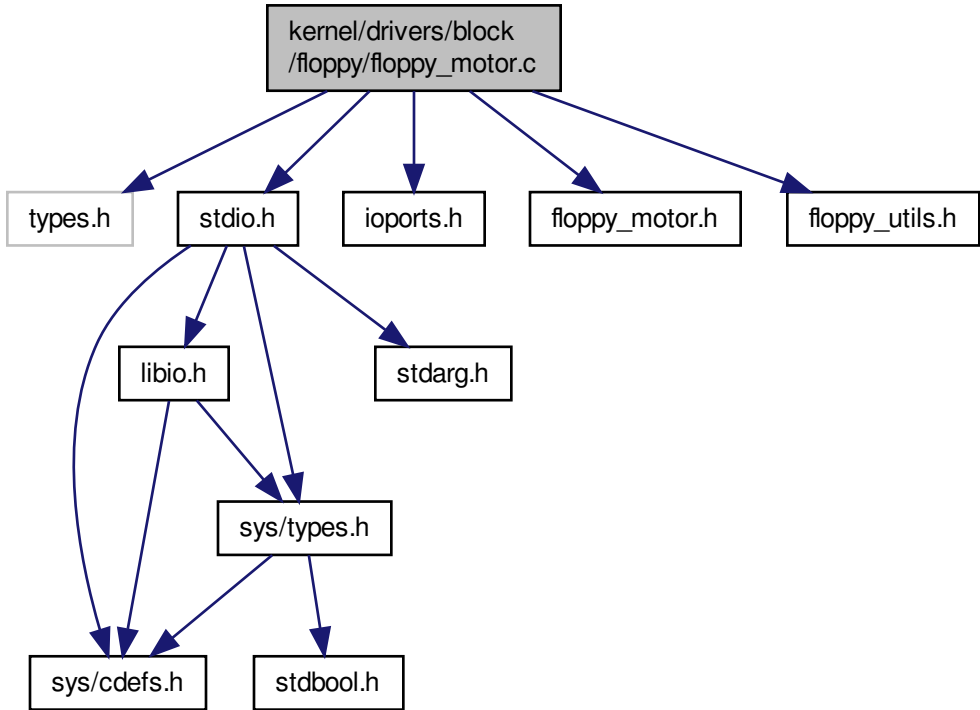 kernel/drivers/block
/floppy/floppy_motor.c
types.h
stdio.h
ioports.h
floppy_motor.h
floppy_utils.h
libio.h
stdarg.h
sys/types.h
sys/cdefs.h
stdbool.h